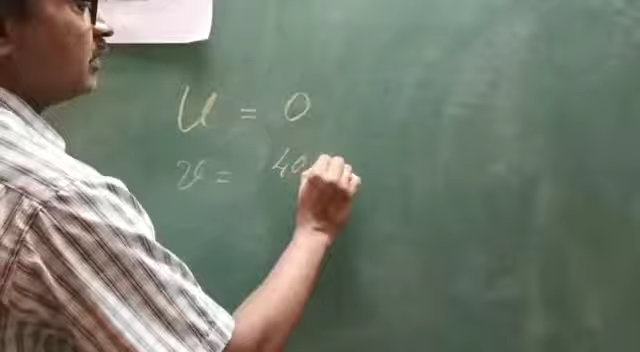 U = 0
v = 40